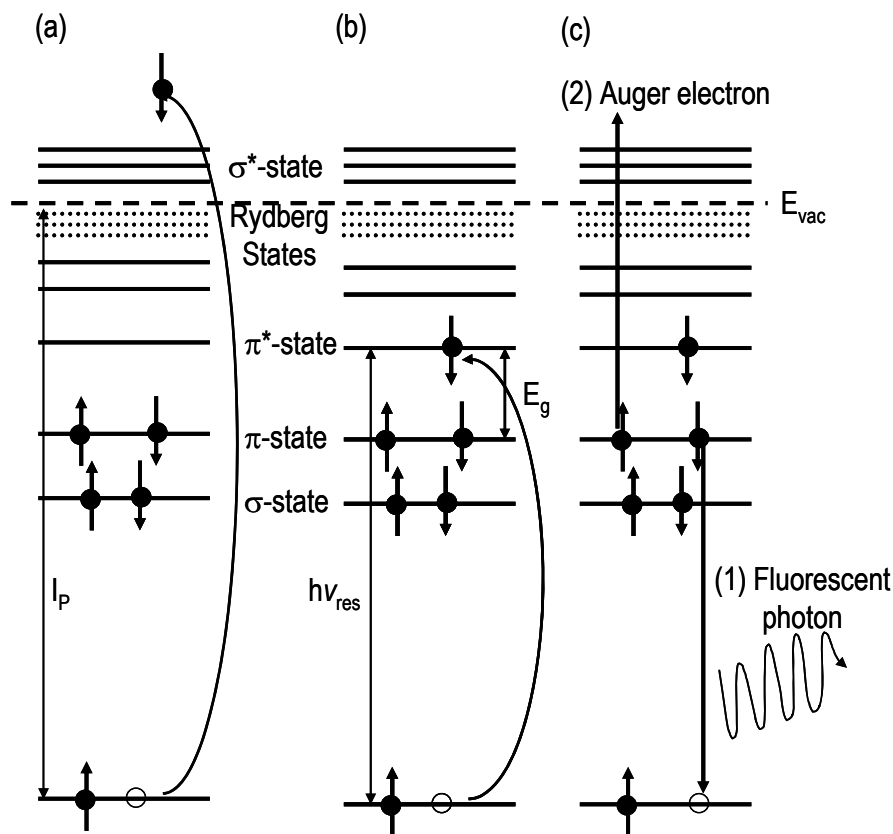 (a)
(b)
(c)
(2) Auger electron
σ*-state
E_vac
Rydberg
States
π*-state
E_g
π-state
σ-state
I_P
hν_res
(1) Fluorescent
photon